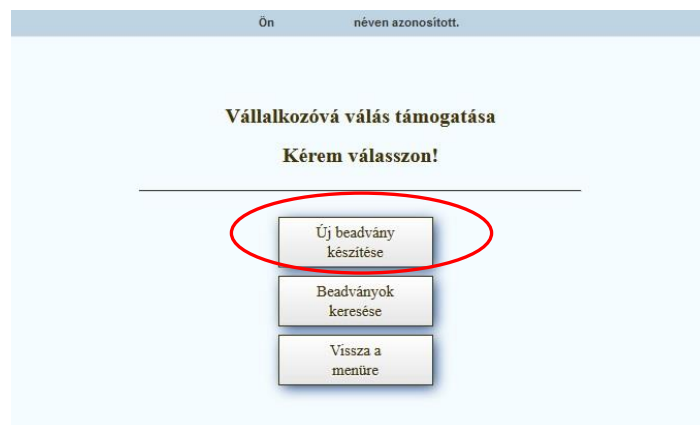 Ön néven azonosított.
Vállalkozóvá válás támogatása
Kérem válasszon!
Új beadvány
készítése
Beadványok
keresése
Vissza a
menüre